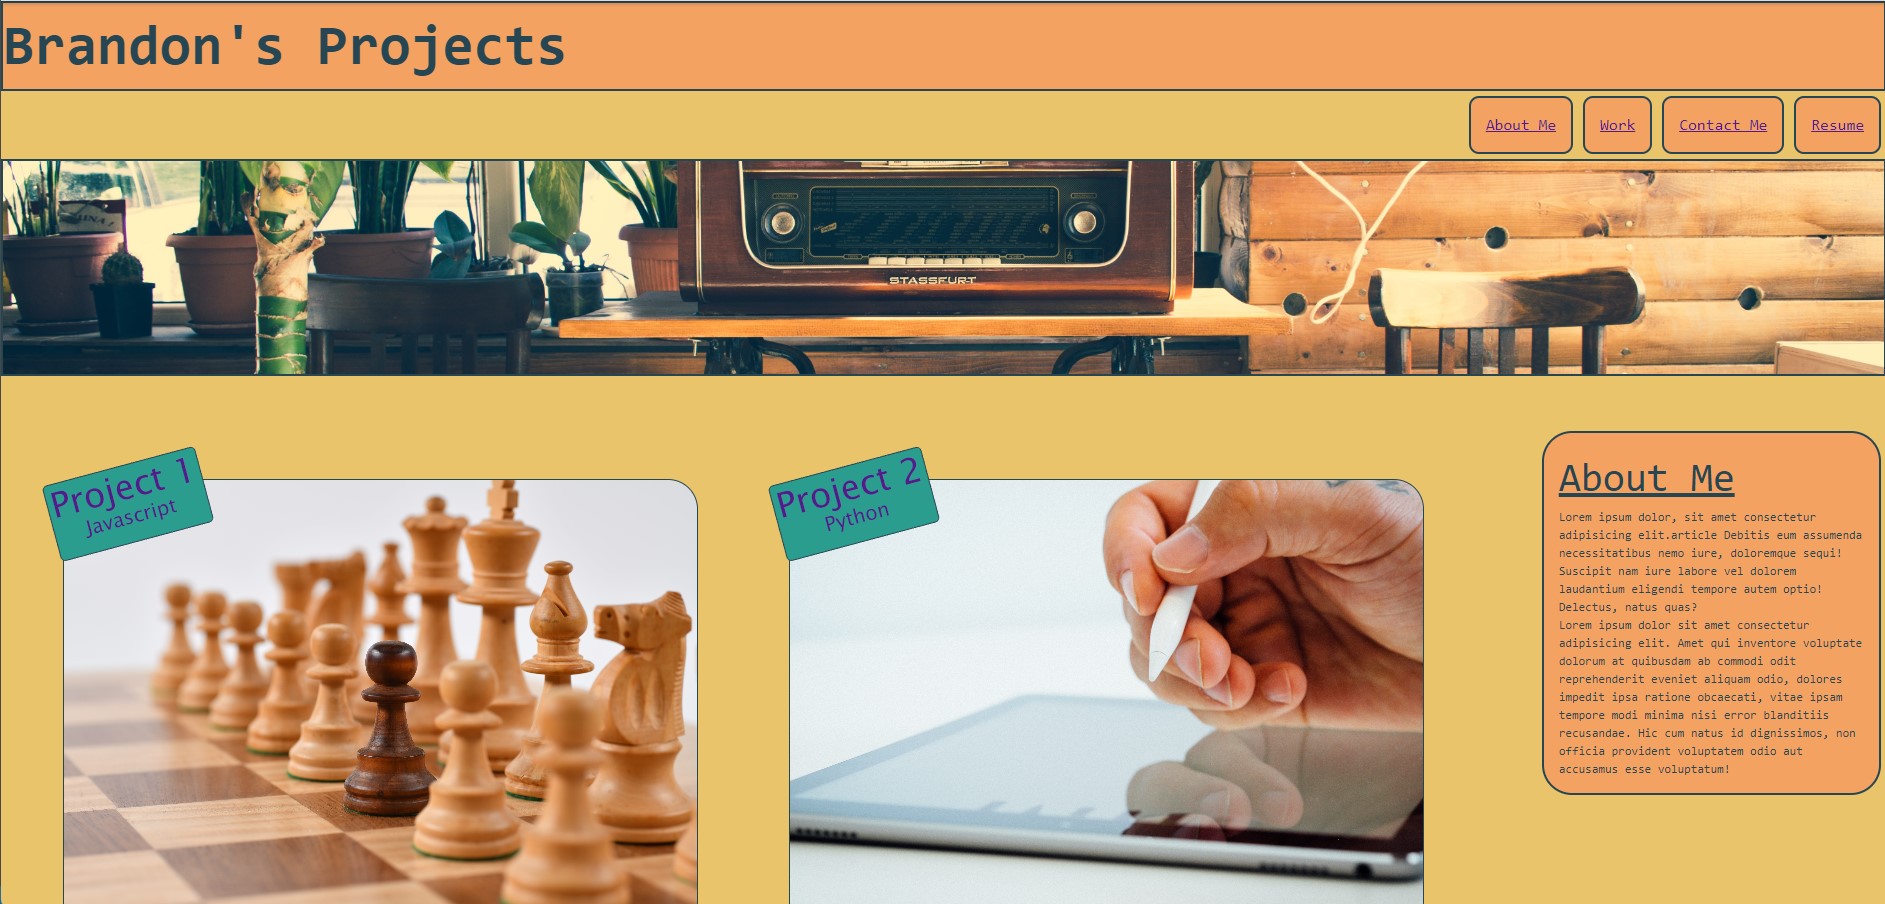 Brandon's Projects
About Me
Work
Contact Me
Resume
STASSFURT
Project 1
Javascript
Project 2
Python
About Me
Lorem ipsum dolor, sit amet consectetur
adipisicing elit.article Debitis eum assumenda
necessitatibus nemo iure, doloremque sequi!
Suscipit nam iure labore vel dolorem
laudantium eligendi tempore autem optio!
Delectus, natus quas?
Lorem ipsum dolor sit amet consectetur
adipisicing elit. Amet qui inventore voluptate
dolorum at quibusdam ab commodi odit
reprehenderit eveniet aliquam odio, dolores
impedit ipsa ratione obcaecati, vitae ipsam
tempore modi minima nisi error blanditiis
recusandae. Hic cum natus id dignissimos, non
officia provident voluptatem odio aut
accusamus esse voluptatum!